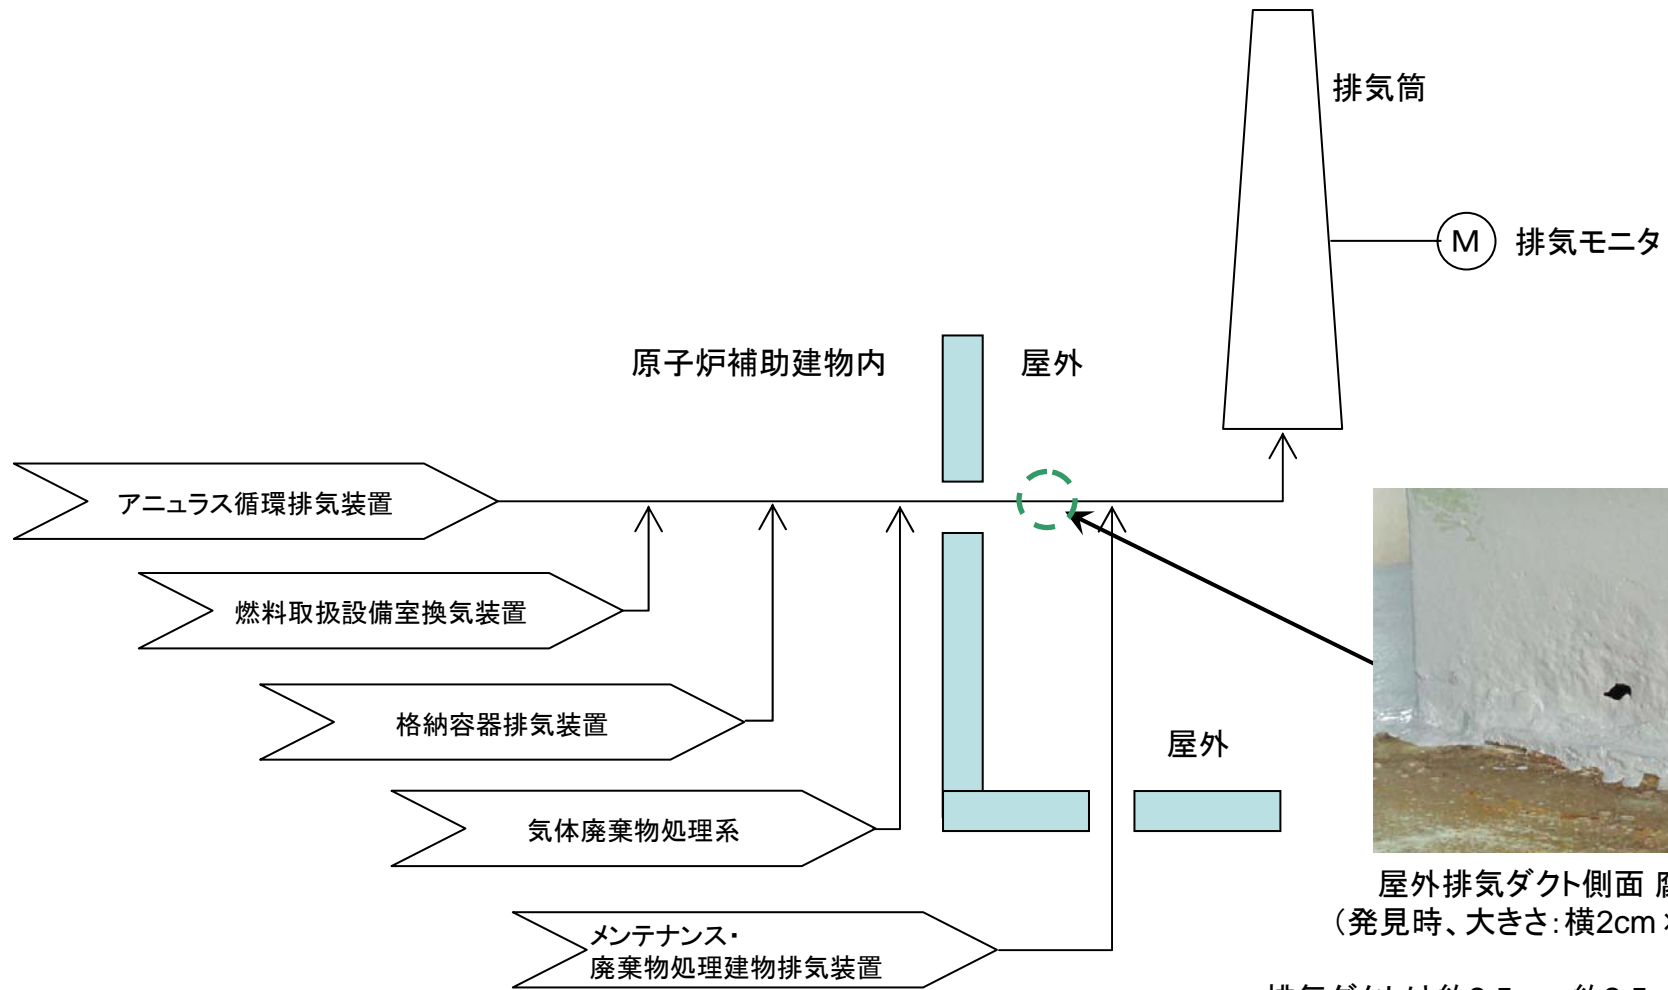 排気筒
M 排気モニタ
原子炉補助建物内 屋外
アニュラス循環排気装置
燃料取扱設備室換気装置
格納容器排気装置
屋外
気体廃棄物処理系
屋外排気ダクト側面
(発見時、大きさ:横2cm
メンテナンス・
廃棄物処理建物排気装置